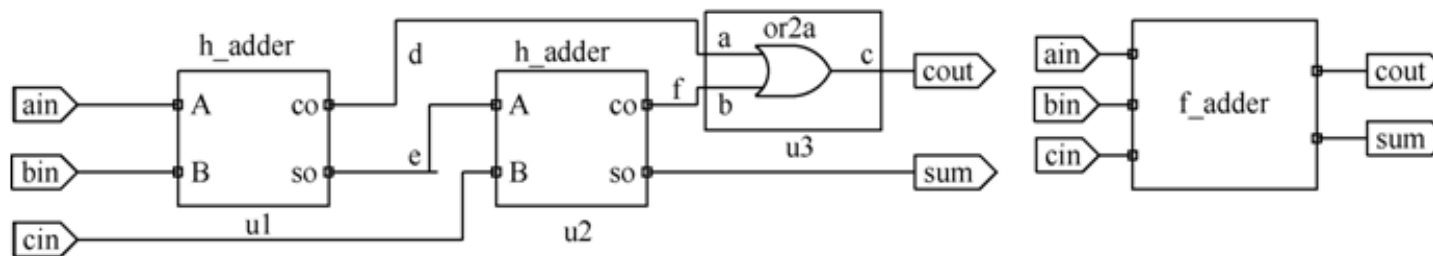 or2a
h_adder
h_adder
d
a
c
cout
ain
A
co
A
co
f
b
u3
bin
B
so
e
B
so
sum
cin
u1
u2
ain
bin
cin
f_adder
cout
sum